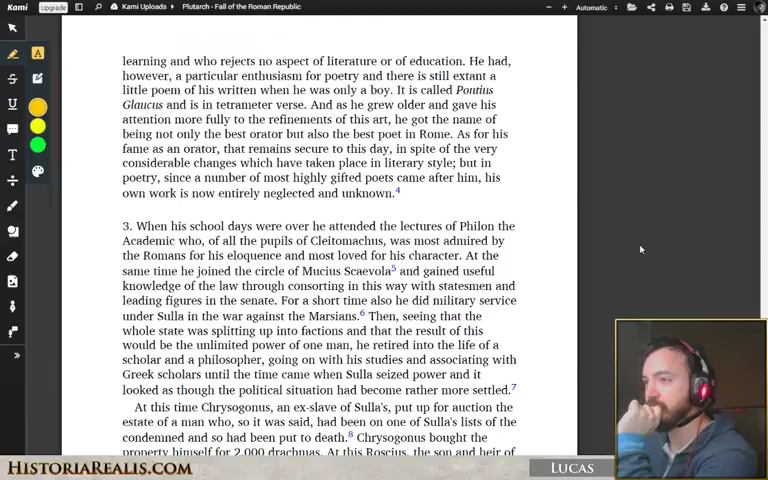 Kami
Upgrade
Kami Uploads
Plutarch - Fall of the Roman Republic
Automatic
learning and who rejects no aspect of literature or of education. He had,
however, a particular enthusiasm for poetry and there is still extant a
little poem of his written when he was only a boy. It is called Pontius
Glaucus and is in tetrameter verse. And as he grew older and gave his
attention more fully to the refinements of this art, he got the name of
being not only the best orator but also the best poet in Rome. As for his
fame as an orator, that remains secure to this day, in spite of the very
considerable changes which have taken place in literary style; but in
poetry, since a number of most highly gifted poets came after him, his
own work is now entirely neglected and unknown.4
3. When his school days were over he attended the lectures of Philon the
Academic who, of all the pupils of Cleitomachus, was most admired by
the Romans for his eloquence and most loved for his character. At the
same time he joined the circle of Mucius Scaevola5 and gained useful
knowledge of the law through consorting in this way with statesmen and
leading figures in the senate. For a short time also he did military service
under Sulla in the war against the Marsians.6 Then, seeing that the
whole state was splitting up into factions and that the result of this
would be the unlimited power of one man, he retired into the life of a
scholar and a philosopher, going on with his studies and associating with
Greek scholars until the time came when Sulla seized power and it
looked as though the political situation had become rather more settled.7
At this time Chrysogonus, an ex-slave of Sulla's, put up for auction the
estate of a man who, so it was said, had been on one of Sulla's lists of the
condemned and so had been put to death.8 Chrysogonus bought the
property himself for 2,000 drachmas. At this Roscius, the son and heir of
HISTORIAREALIS.COM
LUCAS